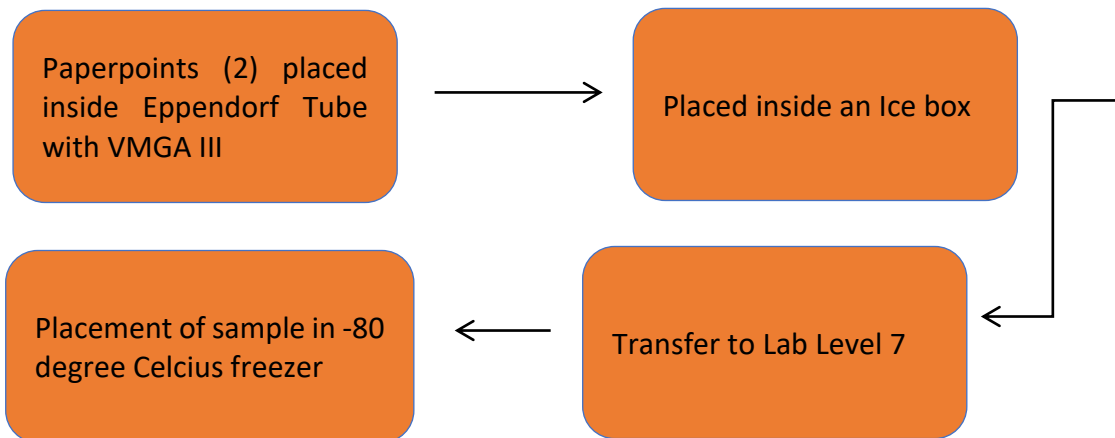 Paperpoints (2) placed
inside Eppendorf Tube
with VMGA III
Placed inside an Ice box
Transfer to Lab Level 7
Placement of sample in -80
degree Celcius freezer